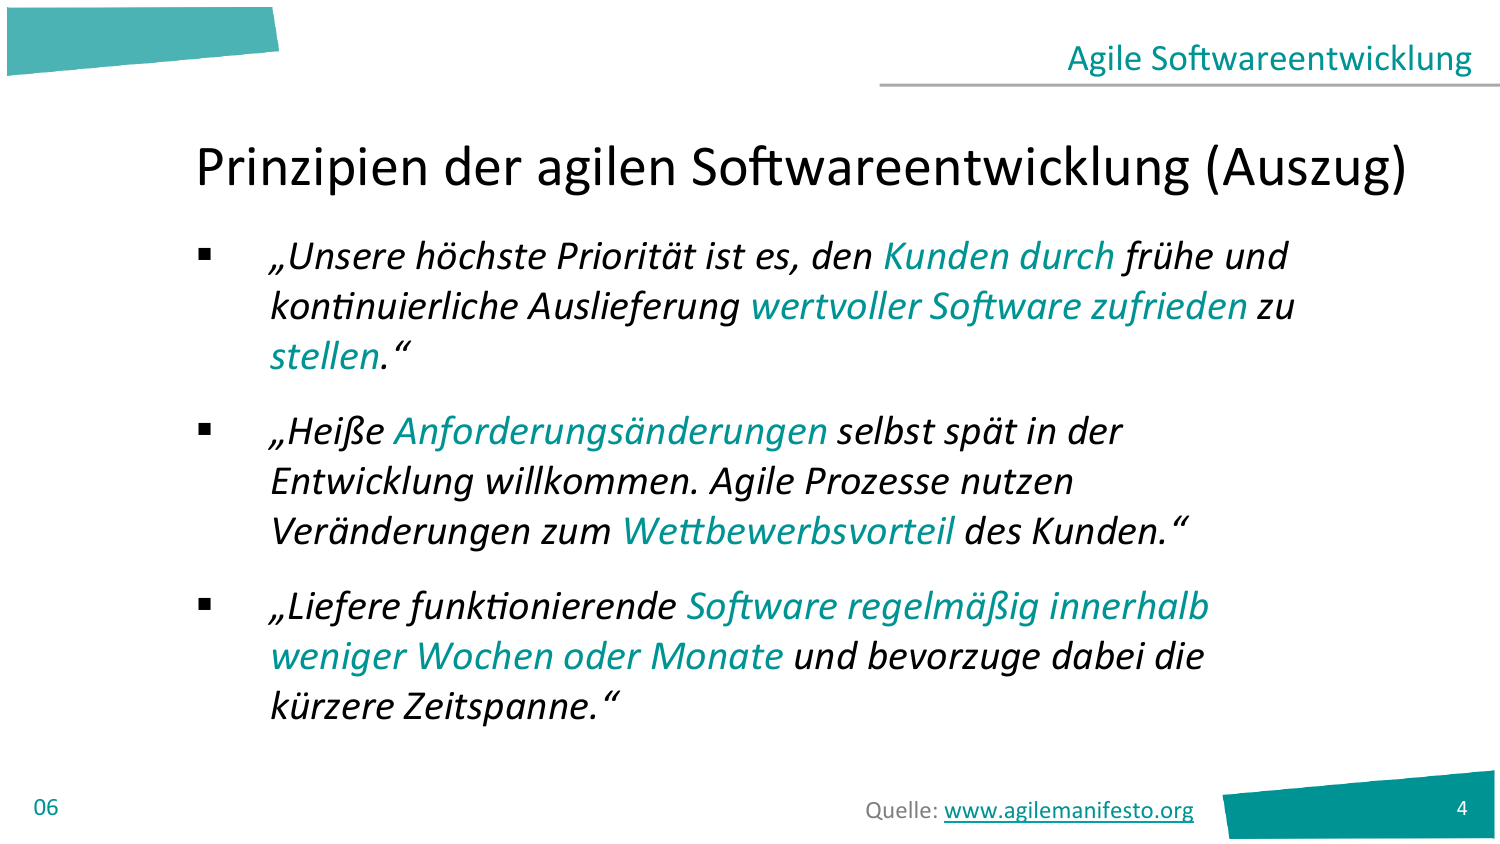 Agile Softwareentwicklung
Prinzipien der agilen Softwareentwicklung (Auszug)
▪ „Unsere höchste Priorität ist es, den Kunden durch frühe und
kontinuierliche Auslieferung wertvoller Software zufrieden zu
stellen.“
▪ „Heiße Anforderungsänderungen selbst spät in der
Entwicklung willkommen. Agile Prozesse nutzen
Veränderungen zum Wettbewerbsvorteil des Kunden.“
▪ „Liefere funktionierende Software regelmäßig innerhalb
weniger Wochen oder Monate und bevorzuge dabei die
kürzere Zeitspanne.“
06
Quelle: www.agilemanifesto.org
4